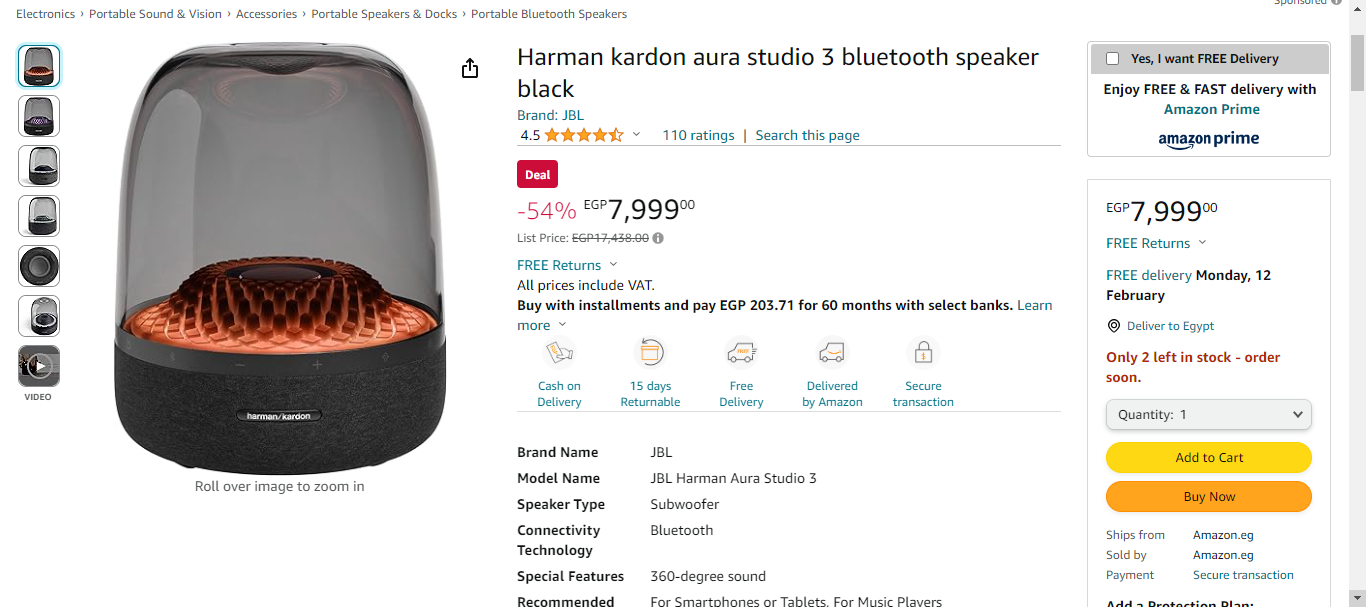 Sponsored
Electronics › Portable Sound & Vision › Accessories › Portable Speakers & Docks › Portable Bluetooth Speakers
harman/kardon
Roll over image to zoom in
VIDEO
Harman kardon aura studio 3 bluetooth speaker
black
Brand: JBL
4.5 110 ratings | Search this page
Deal
-54% EGP7,99900
List Price: EGP17,438.00
FREE Returns
All prices include VAT.
Buy with installments and pay EGP 203.71 for 60 months with select banks. Learn
more
Cash on
Delivery
15 days
Returnable
Free
Delivery
Delivered
by Amazon
Secure
transaction
Brand Name JBL
Model Name JBL Harman Aura Studio 3
Speaker Type Subwoofer
Connectivity
Technology
Bluetooth
Special Features 360-degree sound
Recommended For Smartphones or Tablets, For Music Players
Yes, I want FREE Delivery
Enjoy FREE & FAST delivery with
Amazon Prime
amazon prime
EGP7,99900
FREE Returns
FREE delivery Monday, 12
February
Deliver to Egypt
Only 2 left in stock - order
soon.
Quantity: 1
Add to Cart
Buy Now
Ships from Amazon.eg
Sold by Amazon.eg
Payment Secure transaction
Add a Protection Plan: